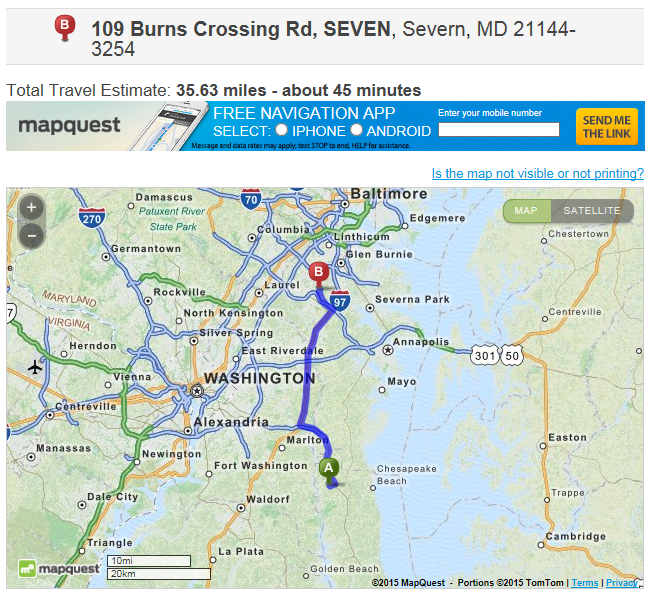 B
109 Burns Crossing Rd, SEVEN, Severn, MD 21144-
3254
Total Travel Estimate: 35.63 miles - about 45 minutes
mapquest
FREE NAVIGATION APP
SELECT: IPHONE ANDROID
Message and data rates may apply; text STOP to end, HELP for assistance.
Enter your mobile number
SEND ME
THE LINK
Is the map not visible or not printing?
+
−
MAP SATELLITE
70
Baltimore
Damascus
270
Patuxent River
State Park
Edgemere
Columbia
Linthicum
Chestertown
Germantown
Glen Burnie
B
Laurel
Rockville
MARYLAND
97
Severna Park
7
North Kensington
Centreville
VIRGINIA
Silver Spring
Herndon
East Riverdale
Annapolis
301 50
Vienna
WASHINGTON
Mayo
Centreville
Alexandria
Marlton
Easton
Manassas
Newington
Fort Washington
A
Chesapeake
Beach
Dale City
Waldorf
Trappe
Triangle
Cambridge
La Plata
mapquest
10mi
20km
Golden Beach
©2015 MapQuest - Portions ©2015 TomTom | Terms | Privacy